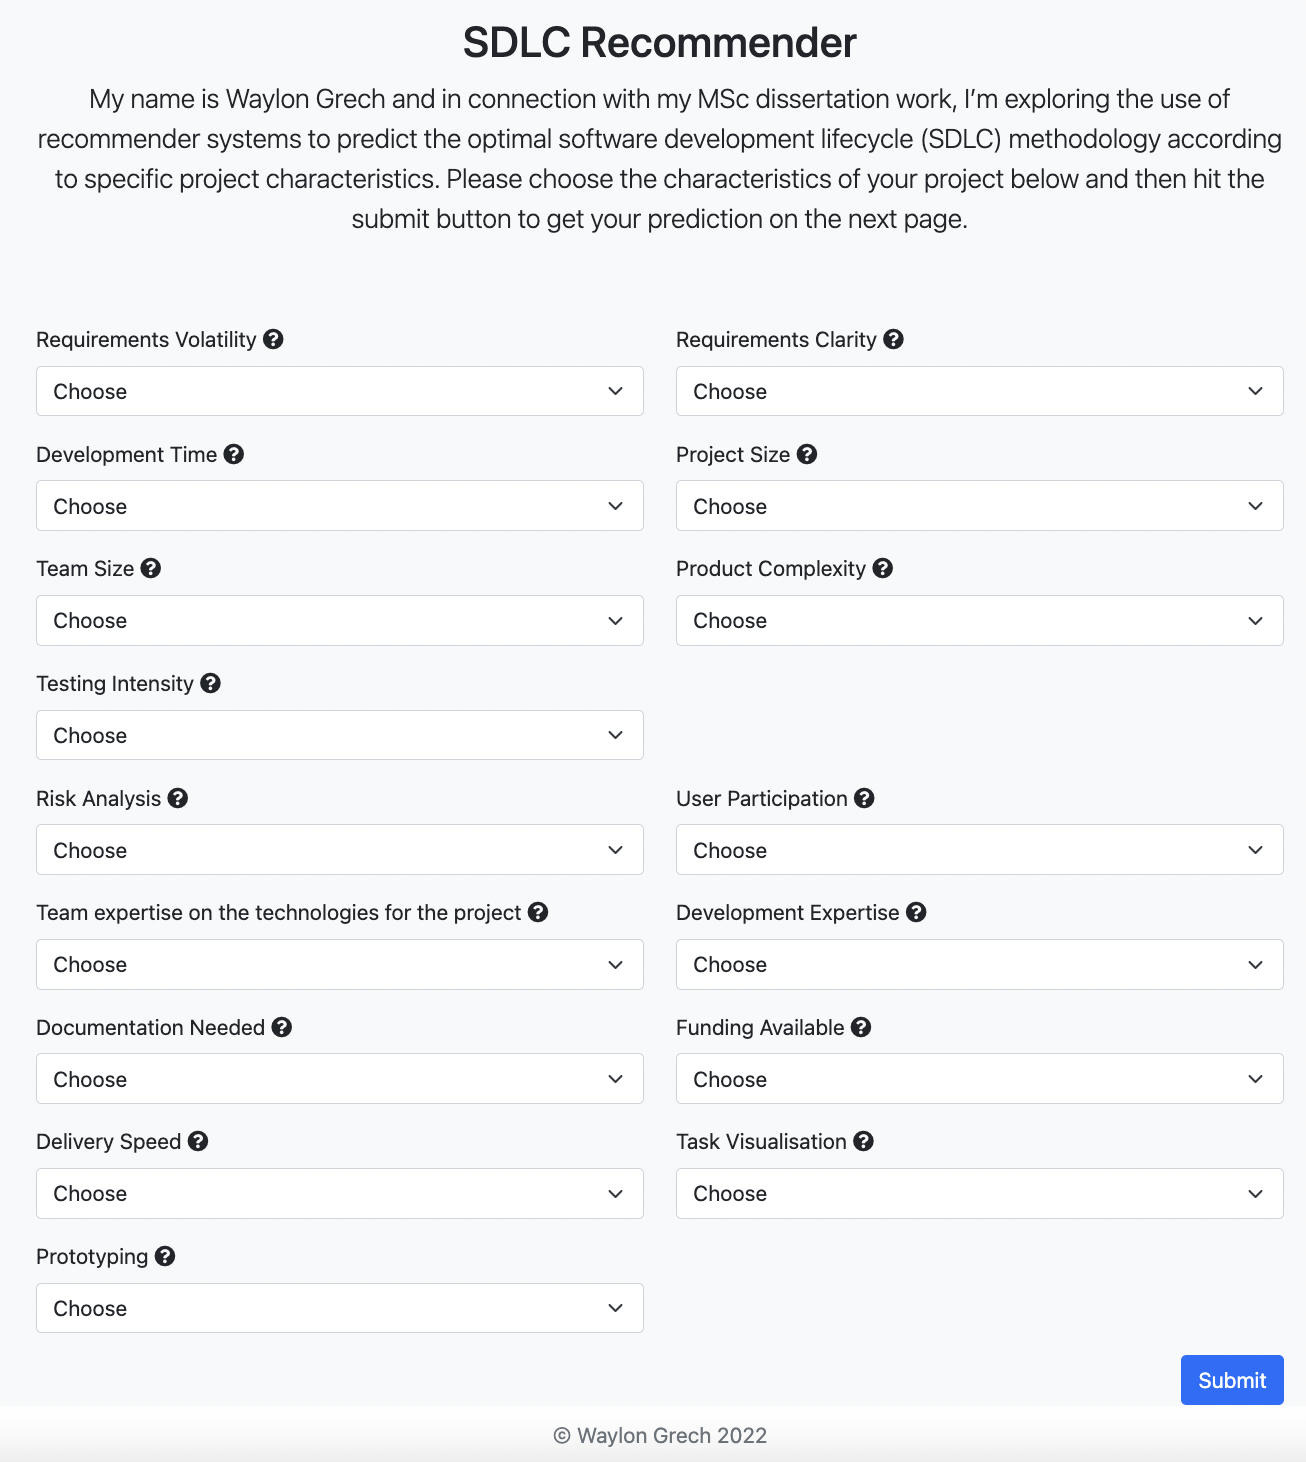 SDLC Recommender
My name is Waylon Grech and in connection with my MSc dissertation work, I'm exploring the use of
recommender systems to predict the optimal software development lifecycle (SDLC) methodology according
to specific project characteristics. Please choose the characteristics of your project below and then hit the
submit button to get your prediction on the next page.
Requirements Volatility ?
Requirements Clarity ?
Choose
Choose
Development Time ?
Project Size ?
Choose
Choose
Team Size ?
Product Complexity ?
Choose
Choose
Testing Intensity ?
Choose
Risk Analysis ?
User Participation ?
Choose
Choose
Team expertise on the technologies for the project ?
Development Expertise ?
Choose
Choose
Documentation Needed ?
Funding Available ?
Choose
Choose
Delivery Speed ?
Task Visualisation ?
Choose
Choose
Prototyping ?
Choose
Submit
© Waylon Grech 2022